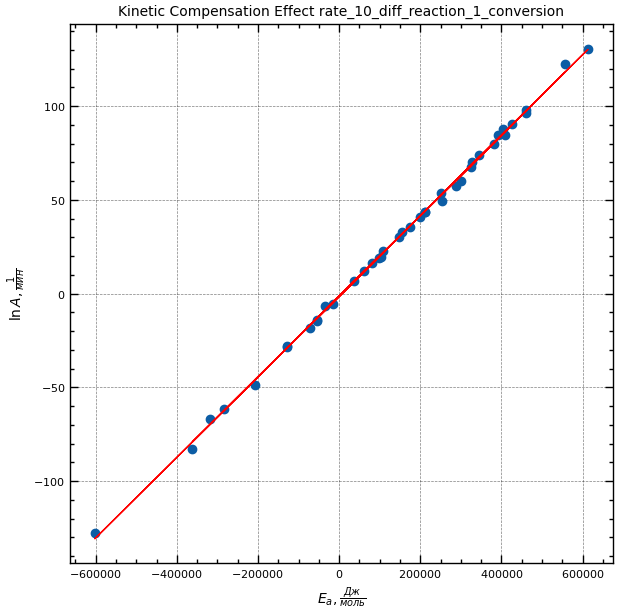 Kinetic Compensation Effect rate_10_diff_reaction_1_conversion
100
50
0
−50
−100
ln A, 1/мин
−600000 −400000 −200000 0 200000 400000 600000
E_a, Дж/моль